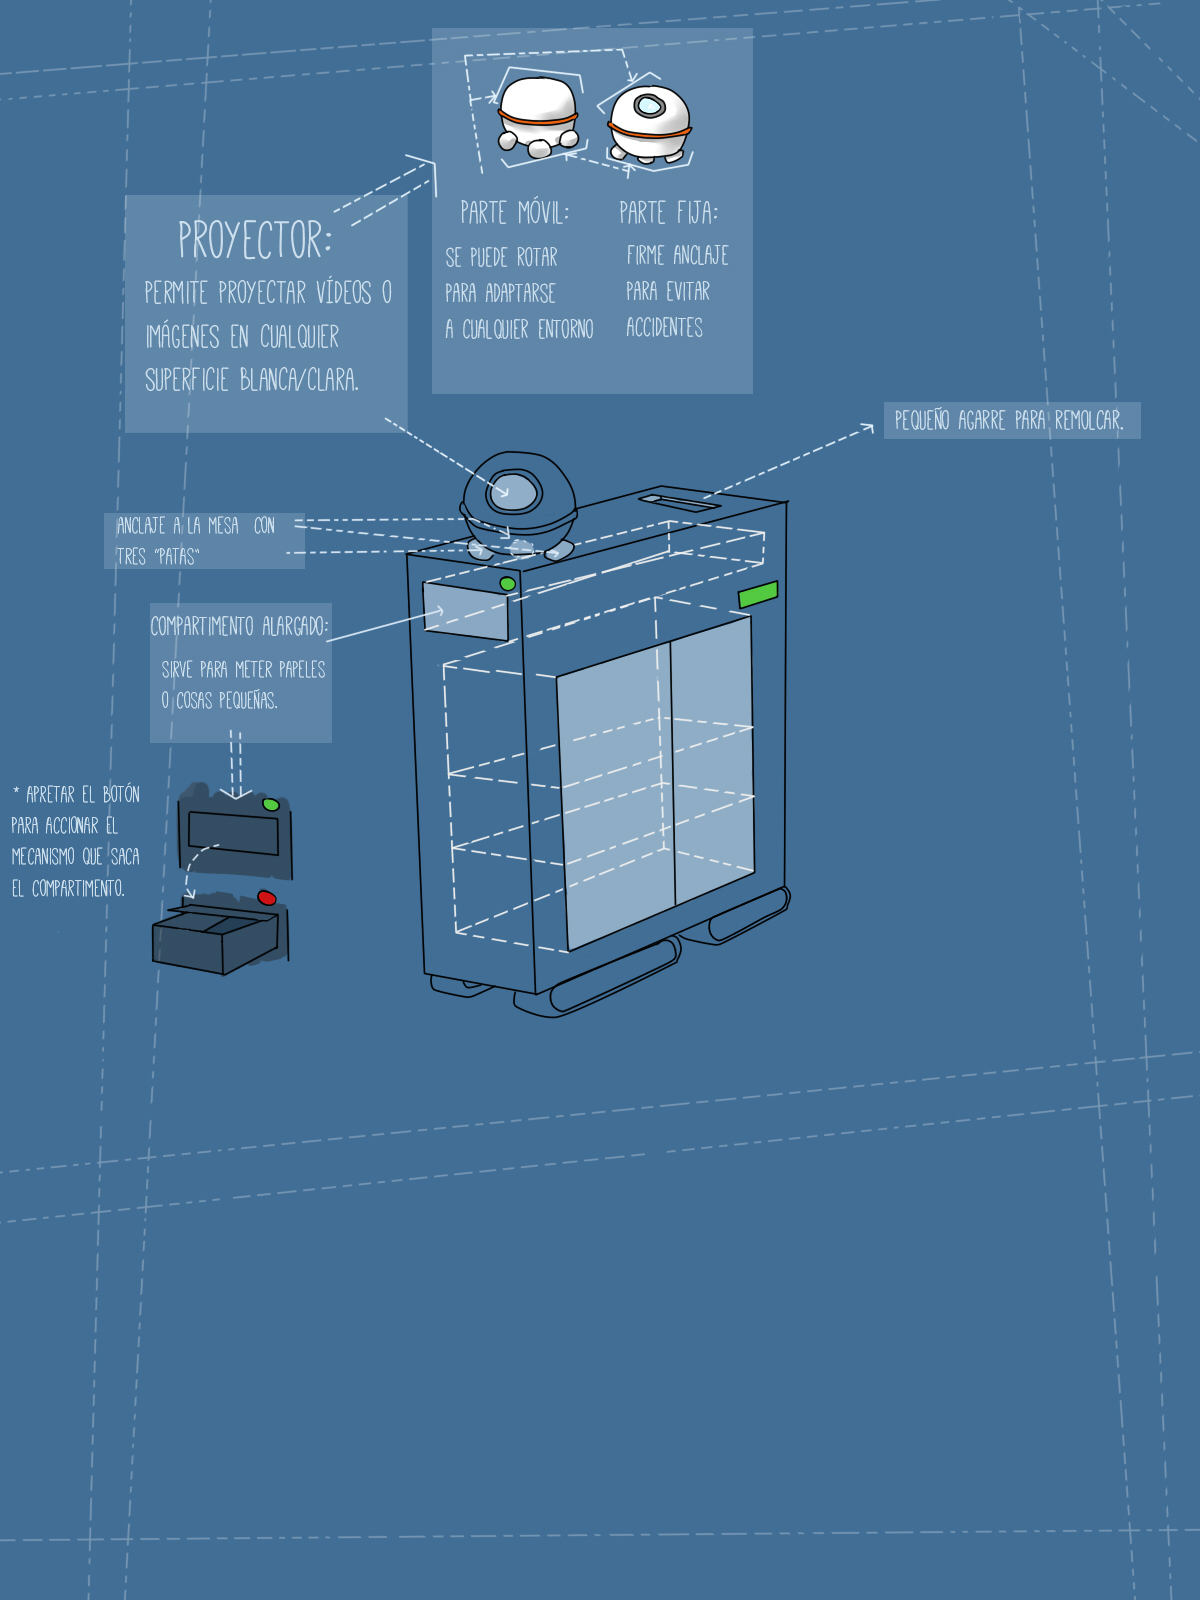 PARTE MÓVIL:
SE PUEDE ROTAR
PARA ADAPTARSE
A CUALQUIER ENTORNO
PARTE FIJA:
FIRME ANCLAJE
PARA EVITAR
ACCIDENTES
PROYECTOR:
PERMITE PROYECTAR VÍDEOS O
IMÁGENES EN CUALQUIER
SUPERFICIE BLANCA/CLARA.
PEQUEÑO AGARRE PARA REMOLCAR.
ANCLAJE A LA MESA CON
TRES "PATAS"
COMPARTIMENTO ALARGADO:
SIRVE PARA METER PAPELES
O COSAS PEQUEÑAS.
* APRETAR EL BOTÓN
PARA ACCIONAR EL
MECANISMO QUE SACA
EL COMPARTIMENTO.